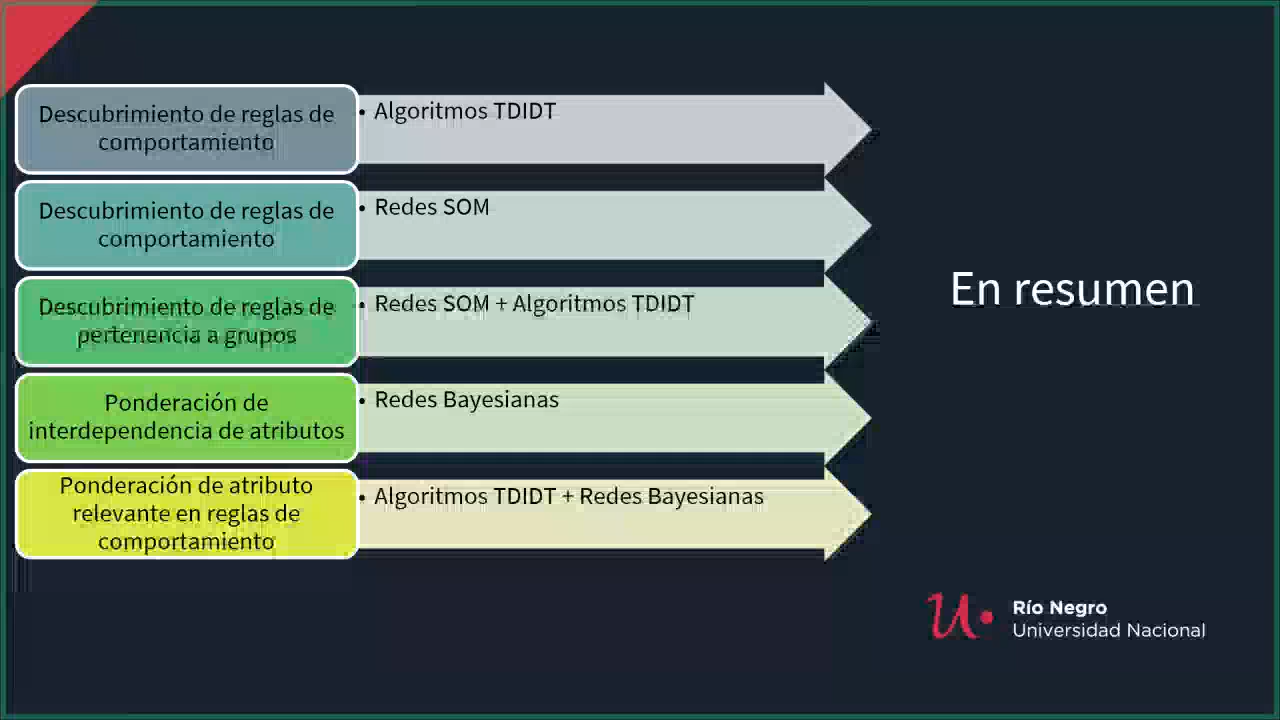 Descubrimiento de reglas de
comportamiento
• Algoritmos TDIDT
Descubrimiento de reglas de
comportamiento
• Redes SOM
Descubrimiento de reglas de
pertenencia a grupos
• Redes SOM + Algoritmos TDIDT
Ponderación de
interdependencia de atributos
• Redes Bayesianas
Ponderación de atributo
relevante en reglas de
comportamiento
• Algoritmos TDIDT + Redes Bayesianas
En resumen
Río Negro
Universidad Nacional